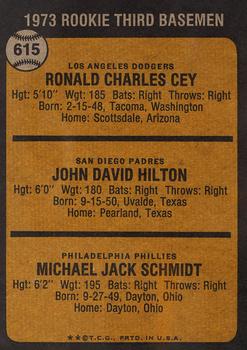 1973 ROOKIE THIRD BASEMEN
615
LOS ANGELES DODGERS
RONALD CHARLES CEY
Hgt: 5'10" Wgt: 185 Bats: Right Throws: Right
Born: 2-15-48, Tacoma, Washington
Home: Scottsdale, Arizona
SAN DIEGO PADRES
JOHN DAVID HILTON
Hgt: 6'0" Wgt: 180 Bats: Right Throws: Right
Born: 9-15-50, Uvalde, Texas
Home: Pearland, Texas
PHILADELPHIA PHILLIES
MICHAEL JACK SCHMIDT
Hgt: 6'2" Wgt: 195 Bats: Right Throws: Right
Born: 9-27-49, Dayton, Ohio
Home: Dayton, Ohio
★★©T.C.G. PRTD. IN U.S.A.